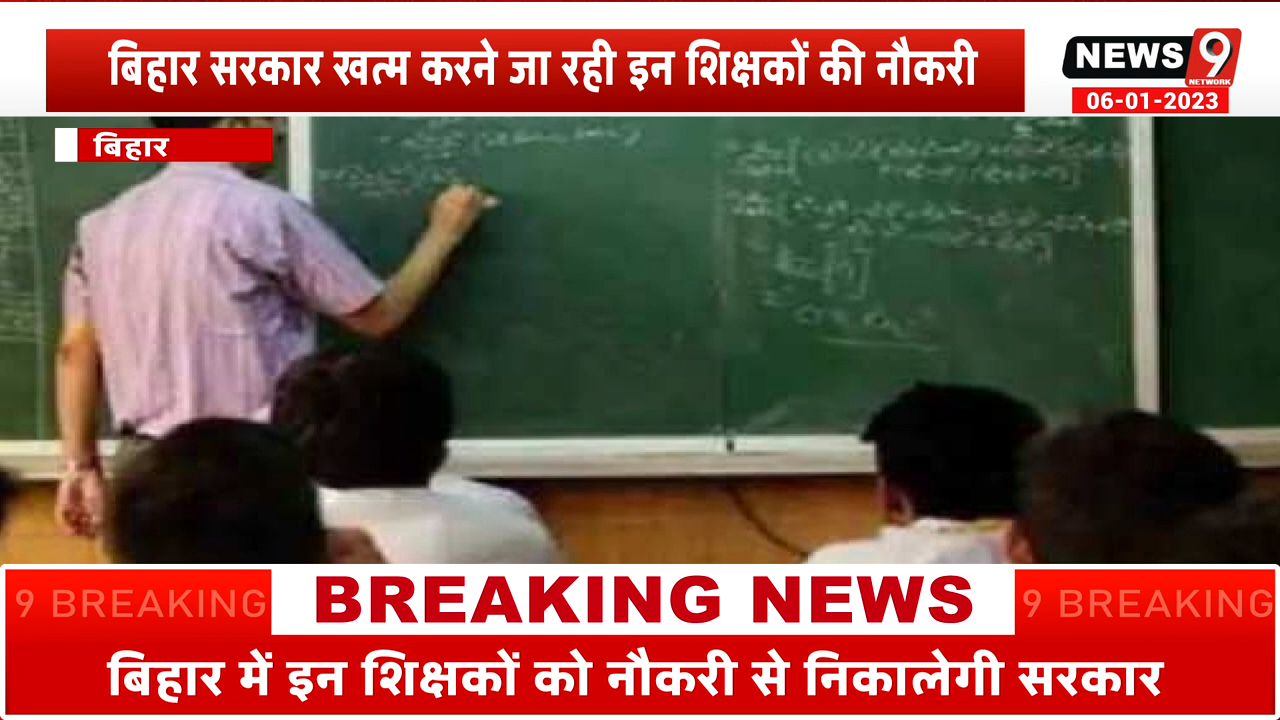 बिहार सरकार खत्म करने जा रही इन शिक्षकों की नौकरी
NEWS 9
NETWORK
06-01-2023
बिहार
9 BREAKING
BREAKING NEWS
9 BREAKING
बिहार में इन शिक्षकों को नौकरी से निकालेगी सरकार